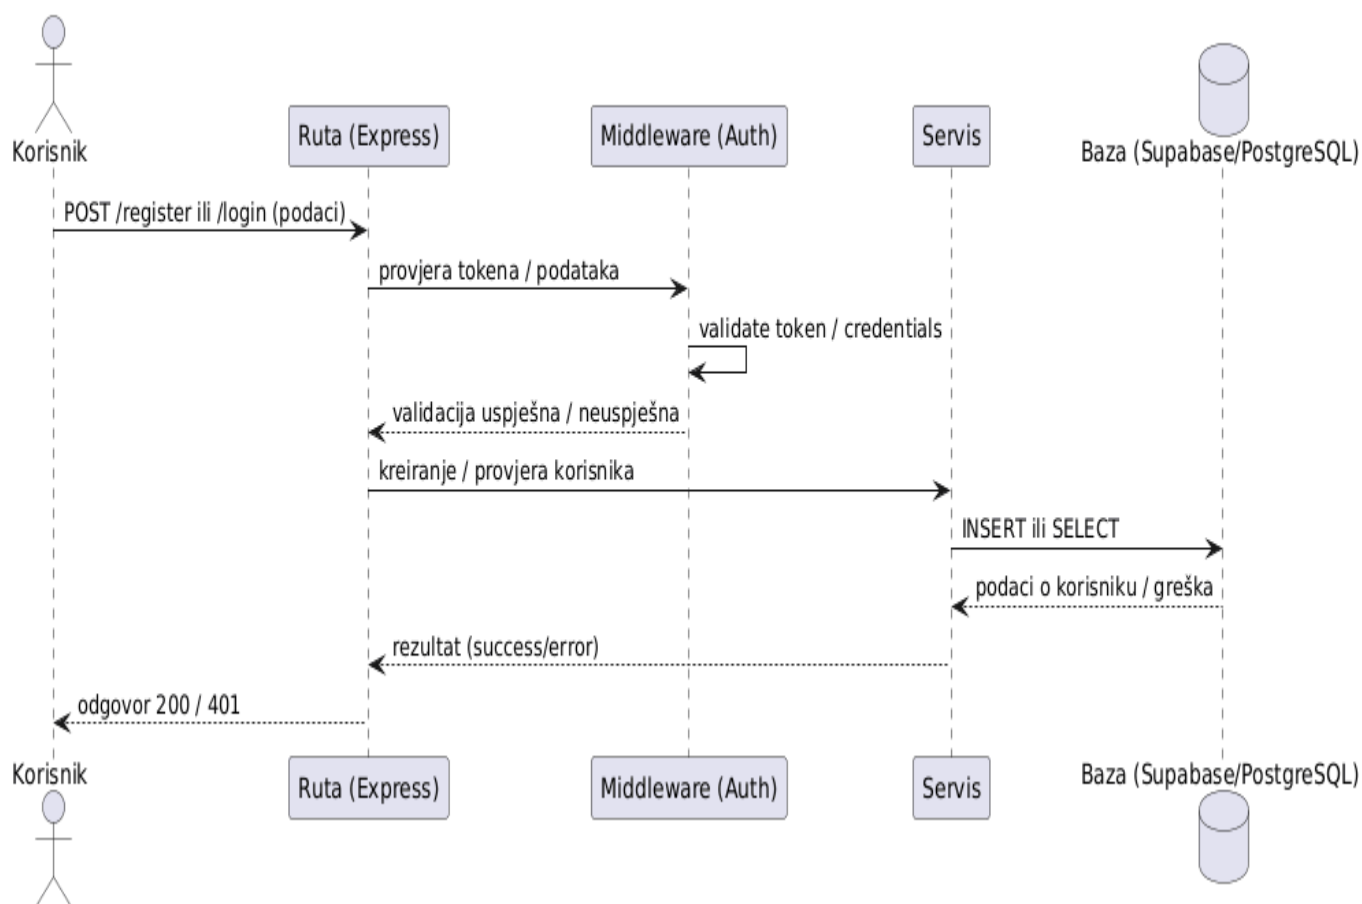 Korisnik
Ruta (Express)
Middleware (Auth)
Servis
Baza (Supabase/PostgreSQL)
POST /register ili /login (podaci)
provjera tokena / podataka
validate token / credentials
validacija uspješna / neuspješna
kreiranje / provjera korisnika
INSERT ili SELECT
podaci o korisniku / greška
rezultat (success/error)
odgovor 200 / 401
Korisnik
Ruta (Express)
Middleware (Auth)
Servis
Baza (Supabase/PostgreSQL)